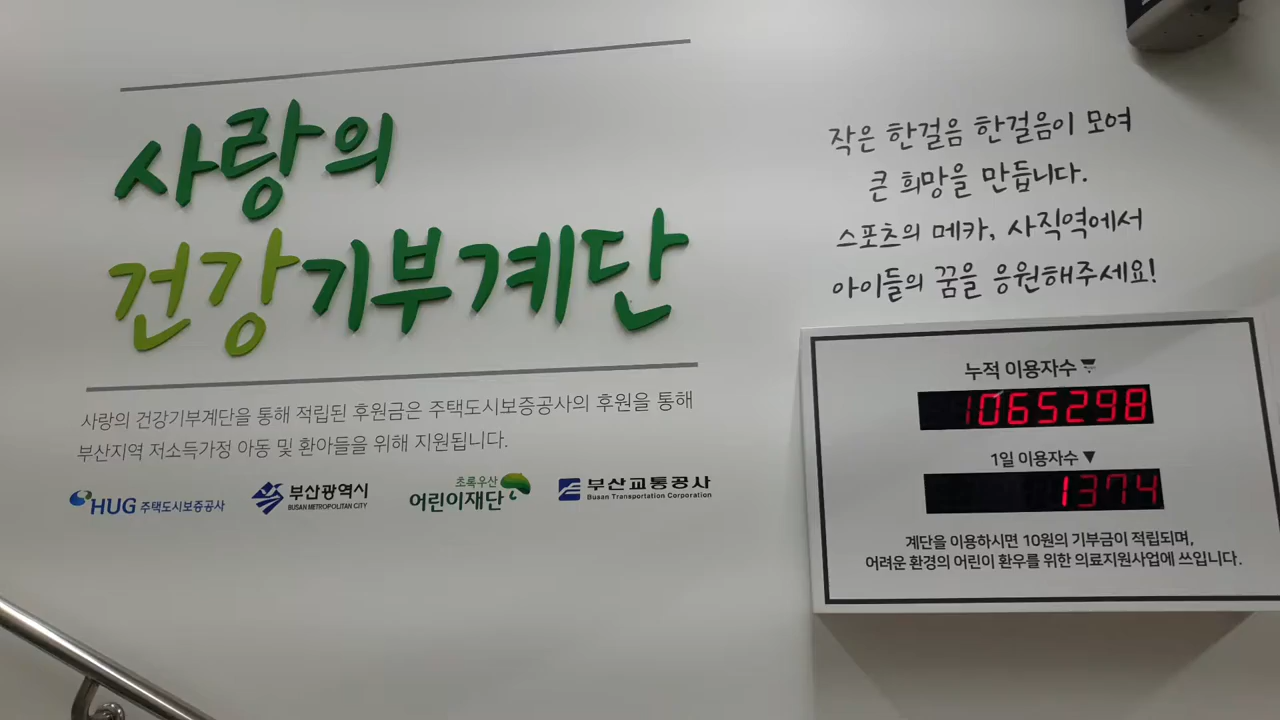 사랑의
건강기부계단
사랑의 건강기부계단을 통해 적립된 후원금은 주택도시보증공사의 후원을 통해
부산지역 저소득가정 아동 및 환아들을 위해 지원됩니다.
HUG 주택도시보증공사
부산광역시
BUSAN METROPOLITAN CITY
초록우산
어린이재단
부산교통공사
Busan Transportation Corporation
작은 한걸음 한걸음이 모여
큰 희망을 만듭니다.
스포츠의 메카, 사직역에서
아이들의 꿈을 응원해주세요!
누적 이용자수▼
1065298
1일 이용자수▼
1374
계단을 이용하시면 10원의 기부금이 적립되며,
어려운 환경의 어린이 환우를 위한 의료지원사업에 쓰입니다.